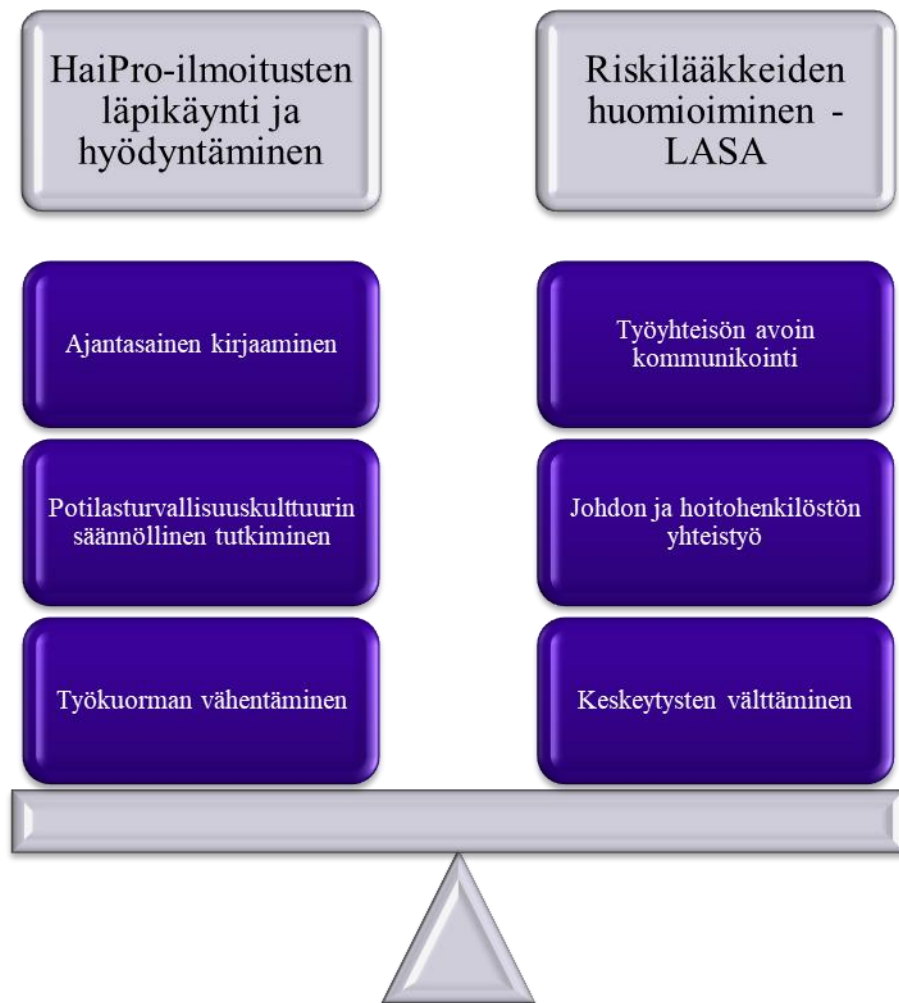 HaiPro-ilmoitusten
läpikäynti ja
hyödyntäminen
Riskilääkkeiden
huomioiminen -
LASA
Ajantasainen kirjaaminen
Työyhteisön avoin
kommunikointi
Potilasturvallisuuskulttuurin
säännöllinen tutkiminen
Johdon ja hoitohenkilöstön
yhteistyö
Työkuorman vähentäminen
Keskeytysten välttäminen